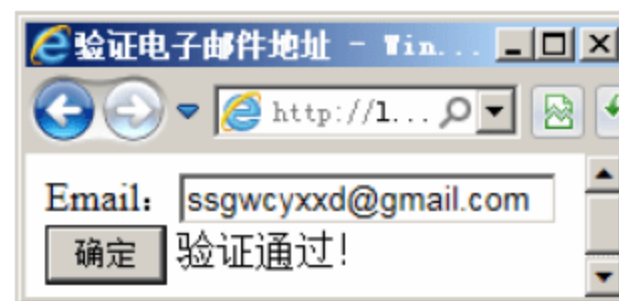 验证电子邮件地址 - Win...
http://l...
Email： ssgwcyxxd@gmail.com
确定 验证通过!